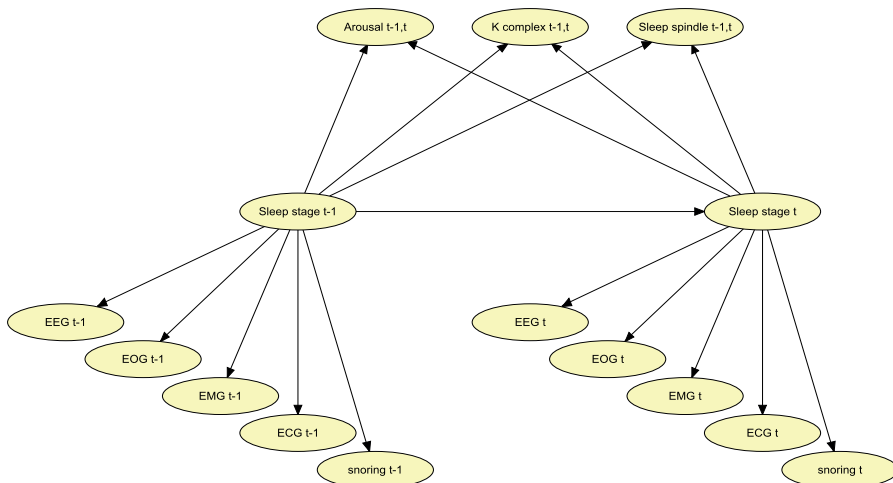 Arousal t-1,t
K complex t-1,t
Sleep spindle t-1,t
Sleep stage t-1
Sleep stage t
EEG t-1
EOG t-1
EMG t-1
ECG t-1
snoring t-1
EEG t
EOG t
EMG t
ECG t
snoring t